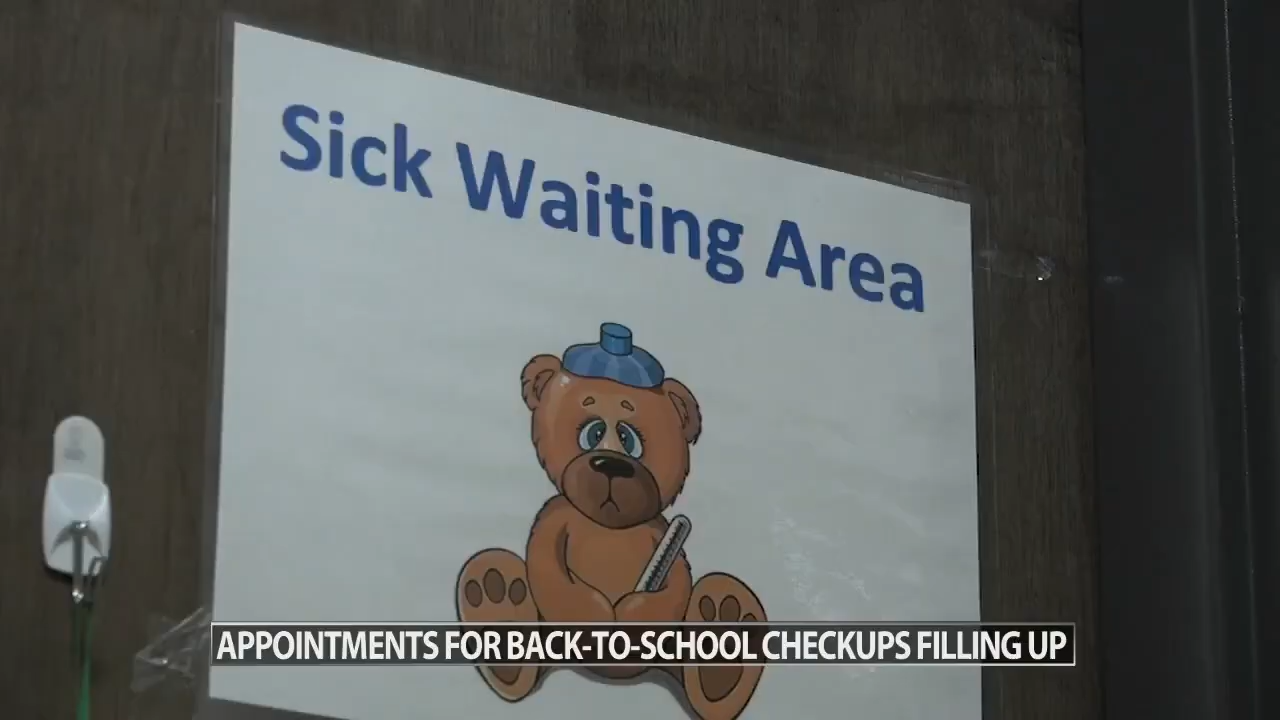 Sick Waiting Area
APPOINTMENTS FOR BACK-TO-SCHOOL CHECKUPS FILLING UP